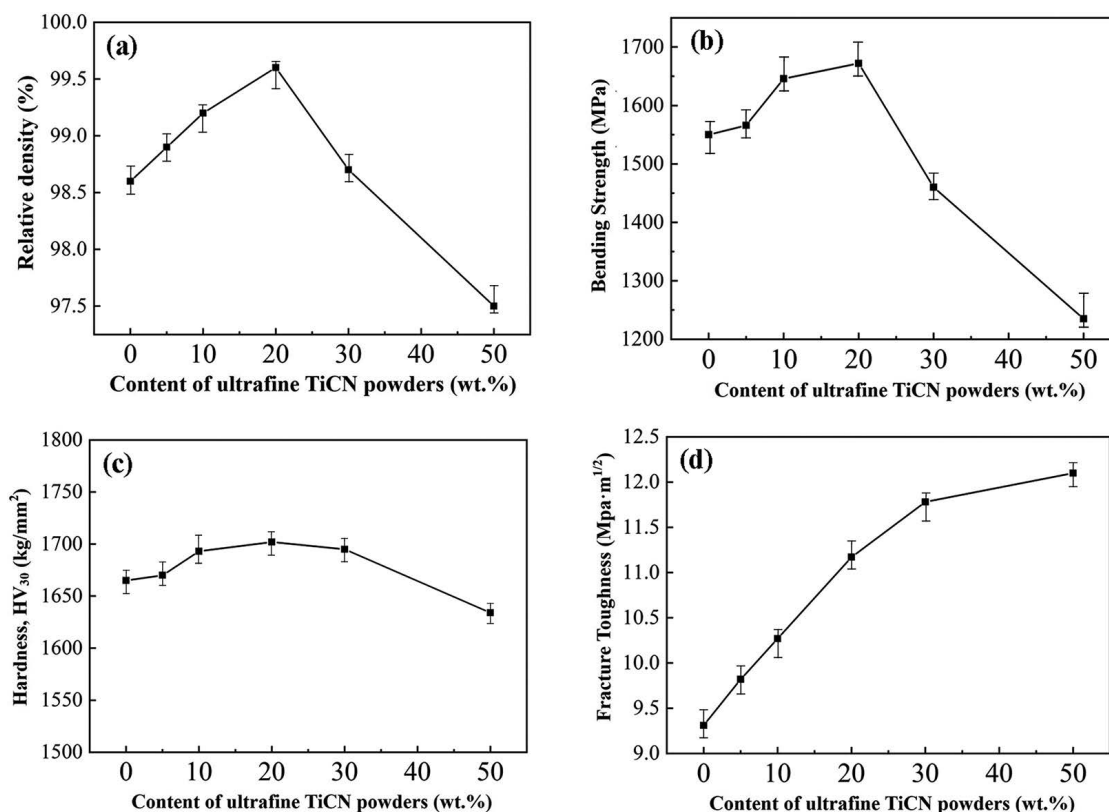 (a)
Relative density (%)
100.0
99.5
99.0
98.5
98.0
97.5
0 10 20 30 40 50
Content of ultrafine TiCN powders (wt.%)
(b)
Bending Strength (MPa)
1700
1600
1500
1400
1300
1200
0 10 20 30 40 50
Content of ultrafine TiCN powders (wt.%)
(c)
Hardness, HV₃₀ (kg/mm²)
1800
1750
1700
1650
1600
1550
1500
0 10 20 30 40 50
Content of ultrafine TiCN powders (wt.%)
(d)
Fracture Toughness (Mpa·m¹/²)
12.5
12.0
11.5
11.0
10.5
10.0
9.5
9.0
0 10 20 30 40 50
Content of ultrafine TiCN powders (wt.%)